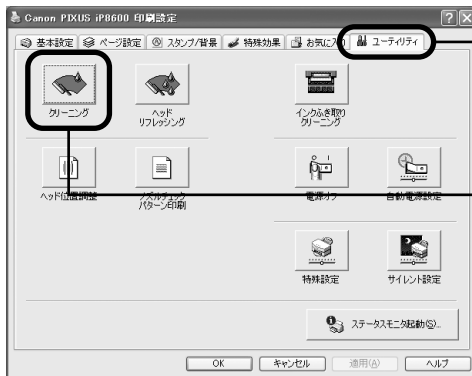 Canon PIXUS iP8600 印刷設定
基本設定 ページ設定 スタンプ/背景 特殊効果 お気に入り ユーティリティ
クリーニング
ヘッド
リフレッシング
インクふき取り
クリーニング
ヘッド位置調整
ノズルチェック
パターン印刷
電源オフ
自動電源設定
特殊設定
サイレント設定
ステータスモニタ起動(S)...
OK キャンセル 適用(A) ヘルプ